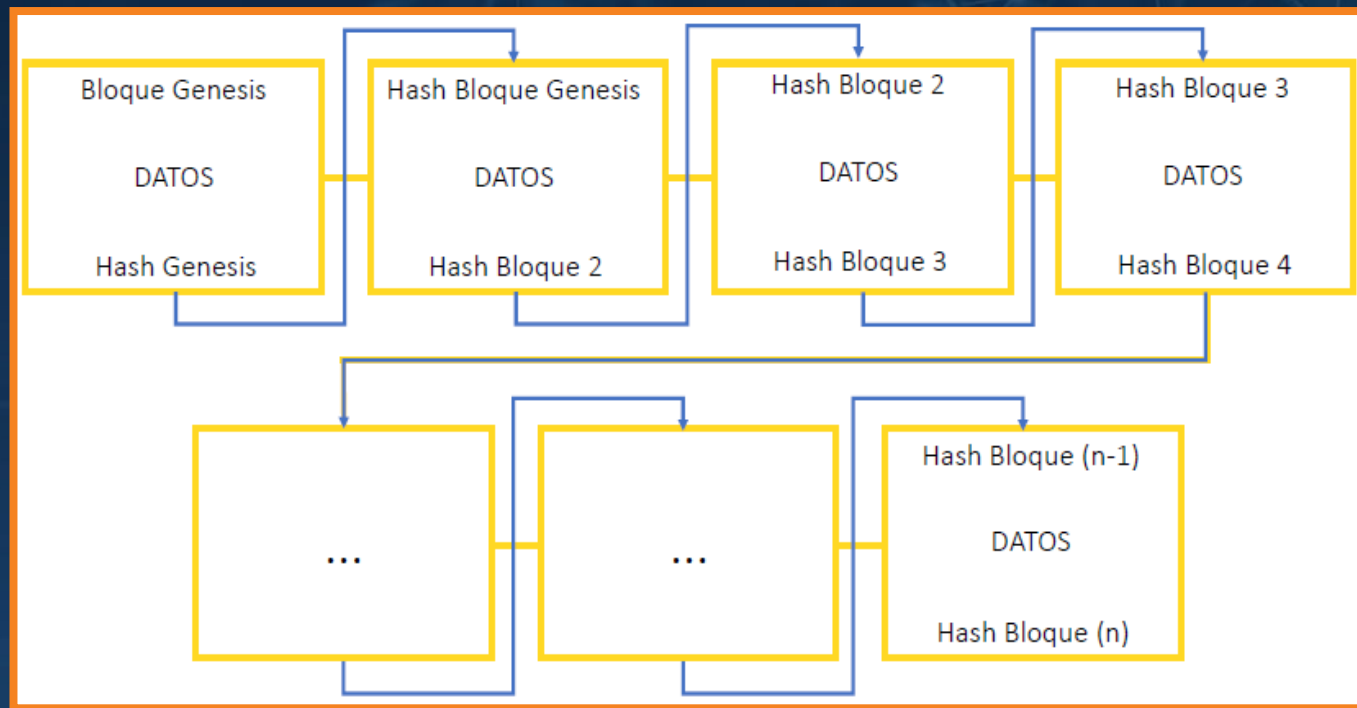 Bloque Genesis
DATOS
Hash Genesis
Hash Bloque Genesis
DATOS
Hash Bloque 2
Hash Bloque 2
DATOS
Hash Bloque 3
Hash Bloque 3
DATOS
Hash Bloque 4
...
...
Hash Bloque (n-1)
DATOS
Hash Bloque (n)